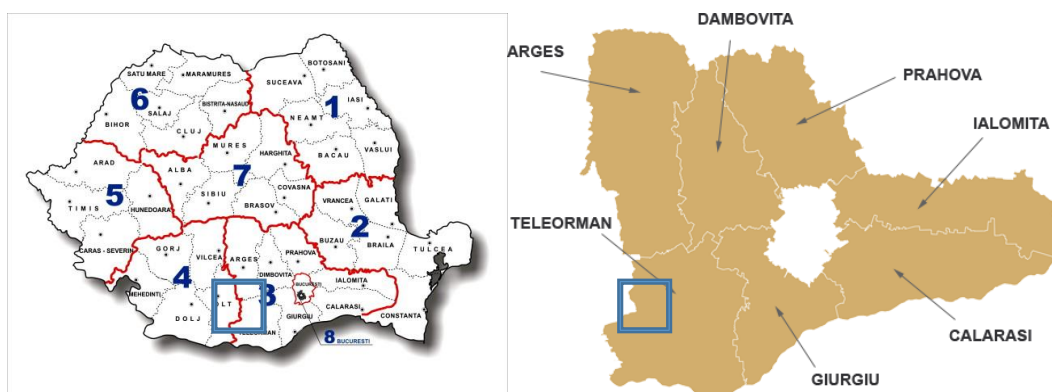 BOTOSANI
SATU MARE
MARAMURES
SUCEAVA
6
BISTRITA-NASAUD
1
IASI
SALAJ
NEAMT
BIHOR
CLUJ
MURES
VASLUI
HARGHITA
BACAU
ARAD
ALBA
7
5
COVASNA
SIBIU
VRANCEA
GALATI
TIMIS
HUNEDOARA
BRASOV
2
CARAS - SEVERIN
GORJ
VILCEA
PRAHOVA
BUZAU
BRAILA
TULCEA
ARGES
4
DIMBOVITA
IALOMITA
MEHEDINTI
OLT
3
BUCURESTI
DOLJ
GIURGIU
CALARASI
CONSTANTA
TELEORMAN
8 BUCURESTI
DAMBOVITA
ARGES
PRAHOVA
IALOMITA
TELEORMAN
CALARASI
GIURGIU